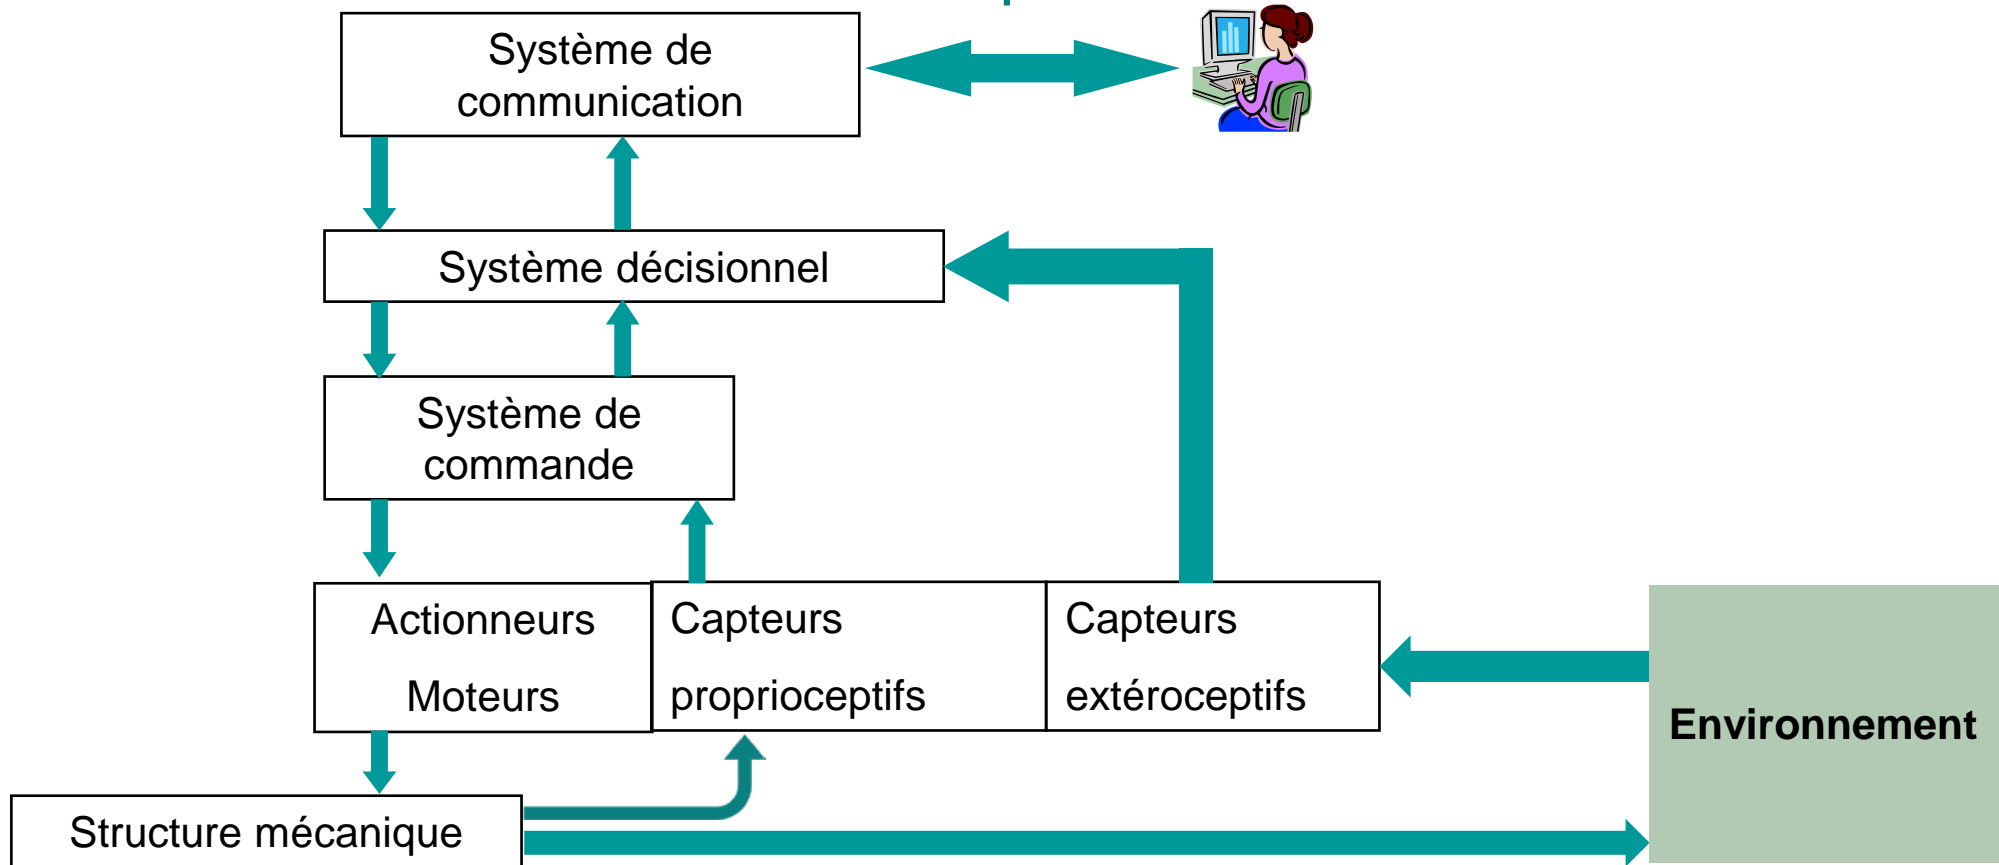 Système de
communication
Système décisionnel
Système de
commande
Actionneurs
Moteurs
Capteurs
proprioceptifs
Capteurs
extéroceptifs
Environnement
Structure mécanique